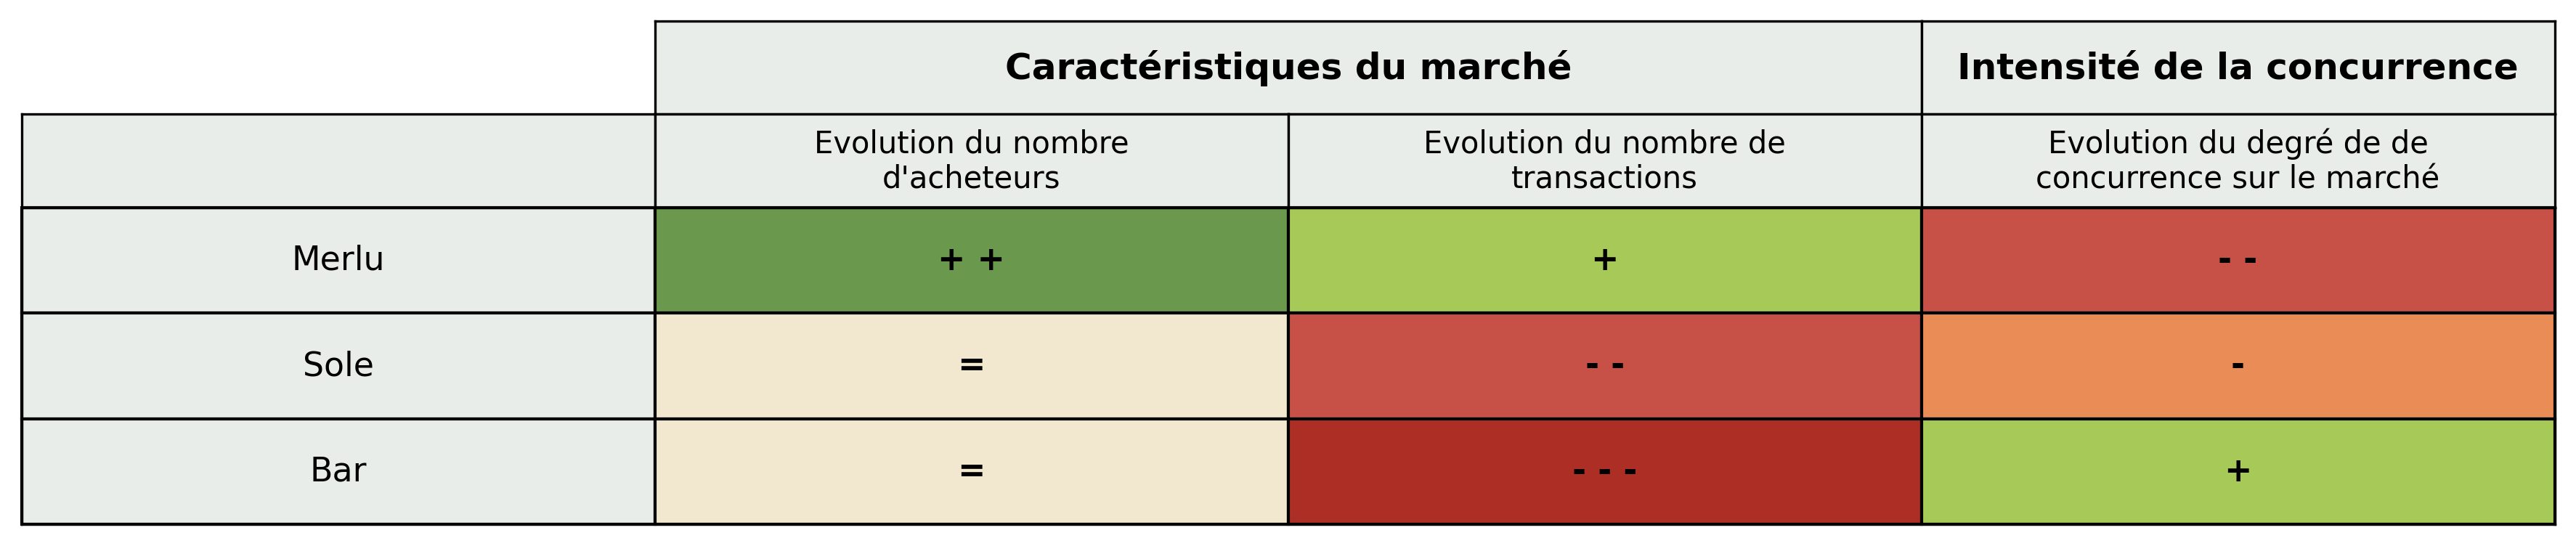 Caractéristiques du marché
Intensité de la concurrence
Evolution du nombre
d'acheteurs
Evolution du nombre de
transactions
Evolution du degré de de
concurrence sur le marché
Merlu
+ +
+
- -
Sole
=
- -
-
Bar
=
- - -
+